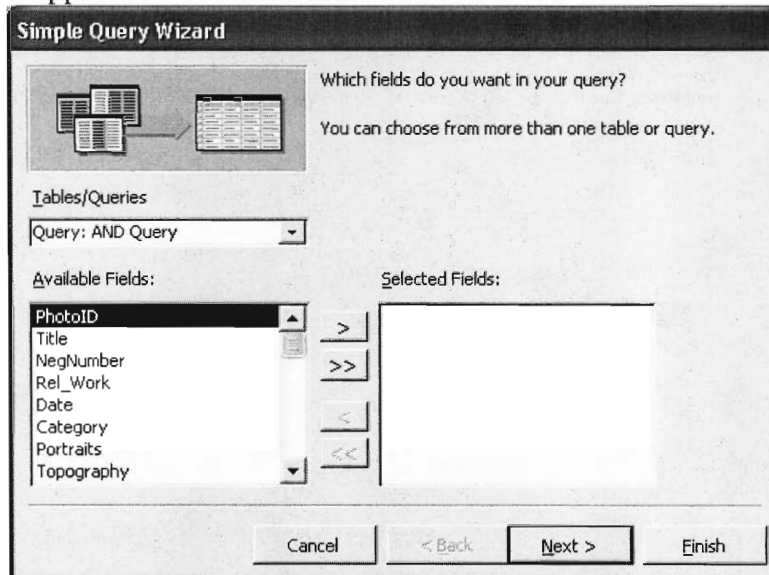 Simple Query Wizard
Which fields do you want in your query?
You can choose from more than one table or query.
Tables/Queries
Query: AND Query
Available Fields:
Selected Fields:
PhotoID
Title
NegNumber
Rel_Work
Date
Category
Portraits
Topography
>
>>
<
<<
Cancel
< Back
Next >
Finish